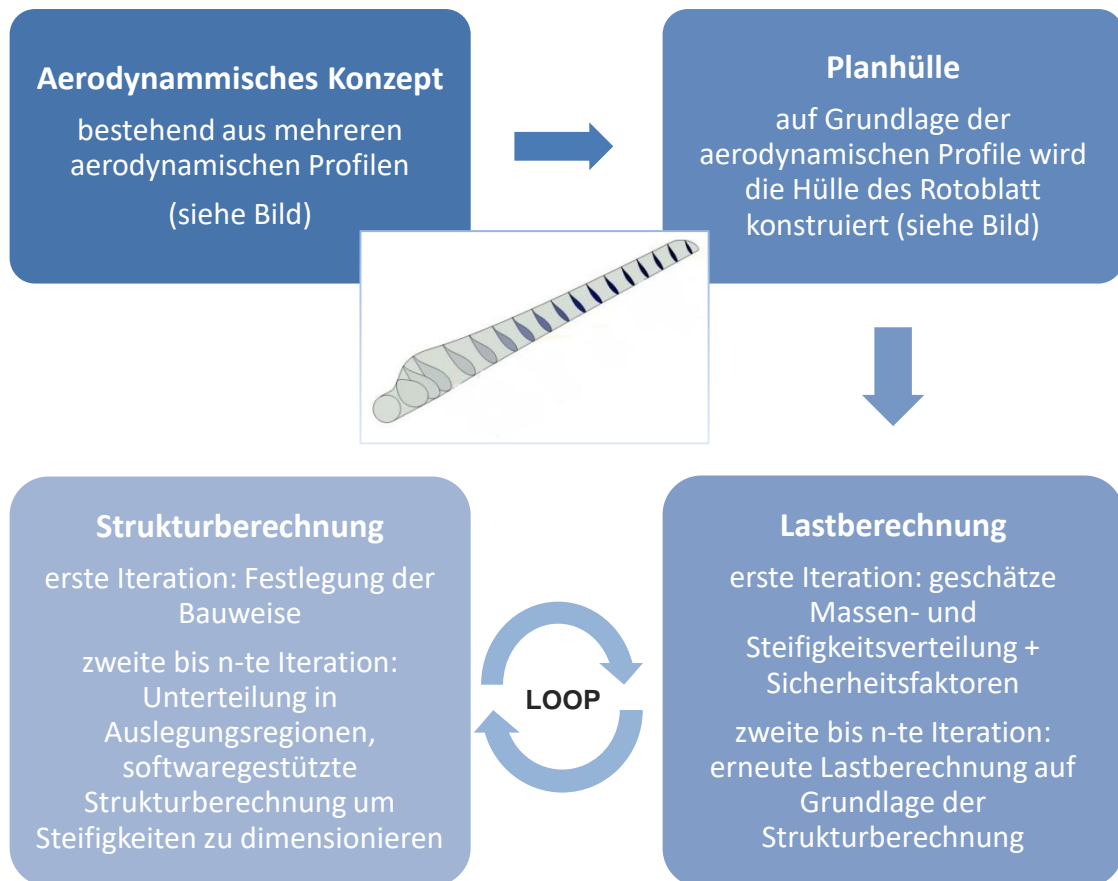 Aerodynammisches Konzept
bestehend aus mehreren
aerodynamischen Profilen
(siehe Bild)
Planhülle
auf Grundlage der
aerodynamischen Profile wird
die Hülle des Rotoblatt
konstruiert (siehe Bild)
Strukturberechnung
erste Iteration: Festlegung der
Bauweise
zweite bis n-te Iteration:
Unterteilung in
Auslegungsregionen,
softwaregestützte
Strukturberechnung um
Steifigkeiten zu dimensionieren
LOOP
Lastberechnung
erste Iteration: geschätze
Massen- und
Steifigkeitsverteilung +
Sicherheitsfaktoren
zweite bis n-te Iteration:
erneute Lastberechnung auf
Grundlage der
Strukturberechnung